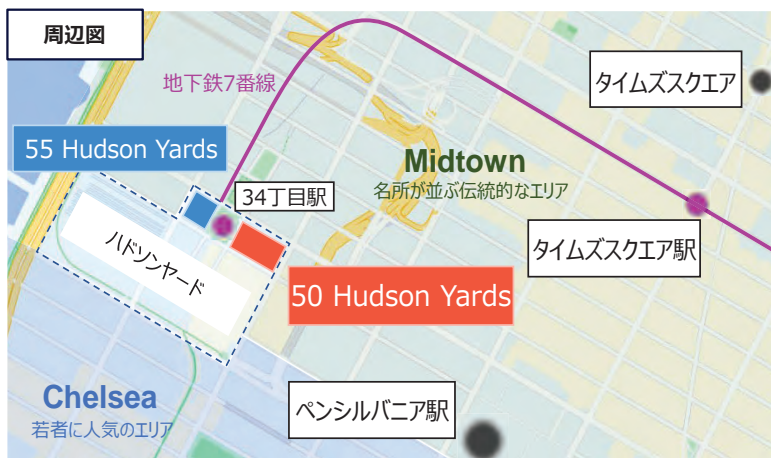 周辺図
地下鉄7番線
タイムズスクエア
55 Hudson Yards
Midtown
名所が並ぶ伝統的なエリア
34丁目駅
タイムズスクエア駅
ハドソンヤード
50 Hudson Yards
Chelsea
若者に人気のエリア
ペンシルバニア駅